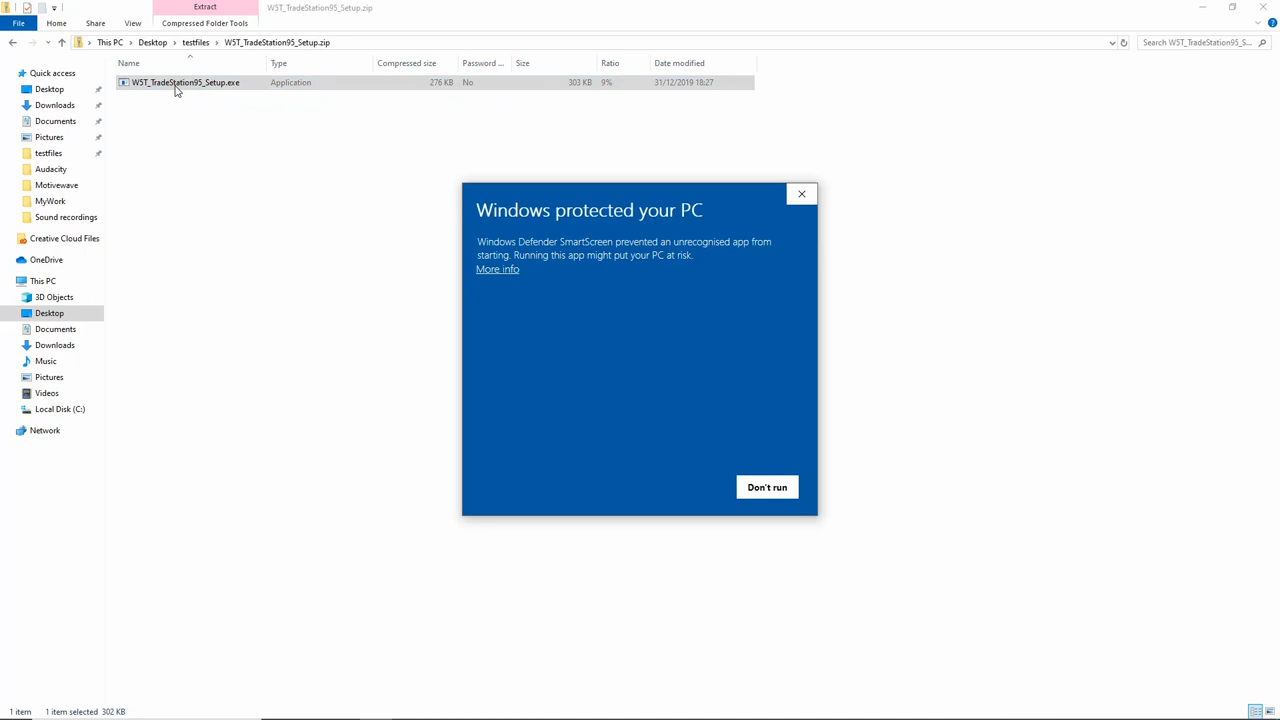 Extract
W5T_TradeStation95_Setup.zip
File Home Share View Compressed Folder Tools
This PC Desktop testfiles W5T_TradeStation95_Setup.zip
Search W5T_TradeStation95_S...
Name Type Compressed size Password ... Size Ratio Date modified
W5T_TradeStation95_Setup.exe Application 276 KB No 303 KB 9% 31/12/2019 18:27
Quick access
Desktop
Downloads
Documents
Pictures
testfiles
Audacity
Motivewave
MyWork
Sound recordings
Creative Cloud Files
OneDrive
This PC
3D Objects
Desktop
Documents
Downloads
Music
Pictures
Videos
Local Disk (C:)
Network
Windows protected your PC
Windows Defender SmartScreen prevented an unrecognised app from
starting. Running this app might put your PC at risk.
More info
Don't run
1 item 1 item selected 302 KB